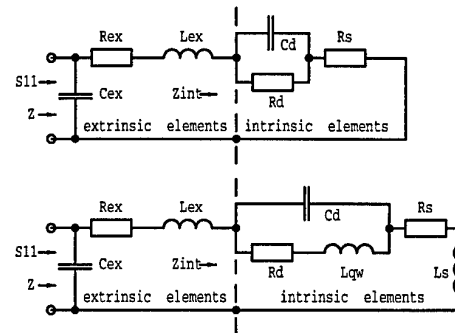 Rex Lex Cd Rs
S11
Cex Zint Rd
Z
extrinsic elements intrinsic elements
Rex Lex Cd Rs
S11
Cex Zint Rd Lqw Ls
Z
extrinsic elements intrinsic elements